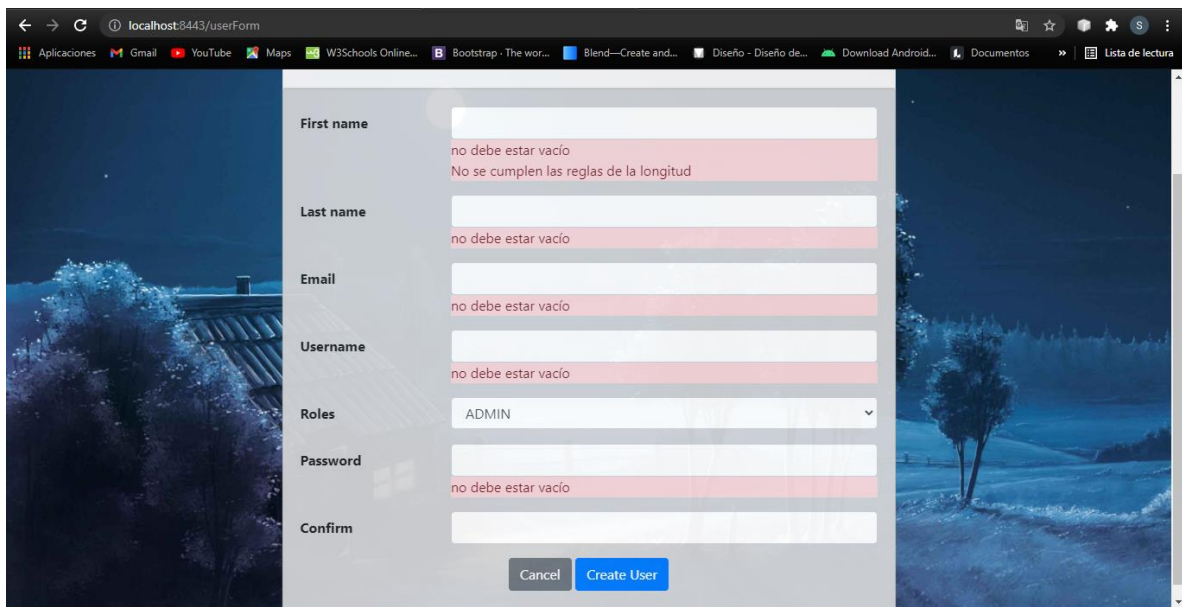 localhost:8443/userForm
S
Aplicaciones Gmail YouTube Maps W3Schools Online... B Bootstrap · The wor... Blend—Create and... Diseño - Diseño de... Download Android... Documentos » Lista de lectura
First name
no debe estar vacío
No se cumplen las reglas de la longitud
Last name
no debe estar vacío
Email
no debe estar vacío
Username
no debe estar vacío
Roles ADMIN
Password
no debe estar vacío
Confirm
Cancel Create User